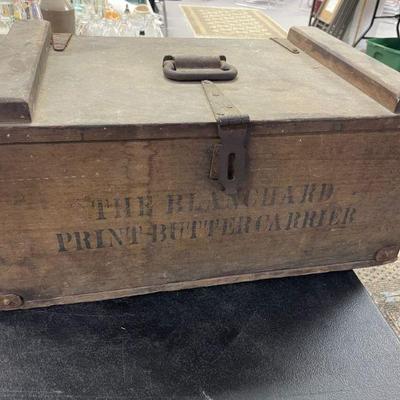 THE BLANCHARD
PRINT-BUTTER CARRIER